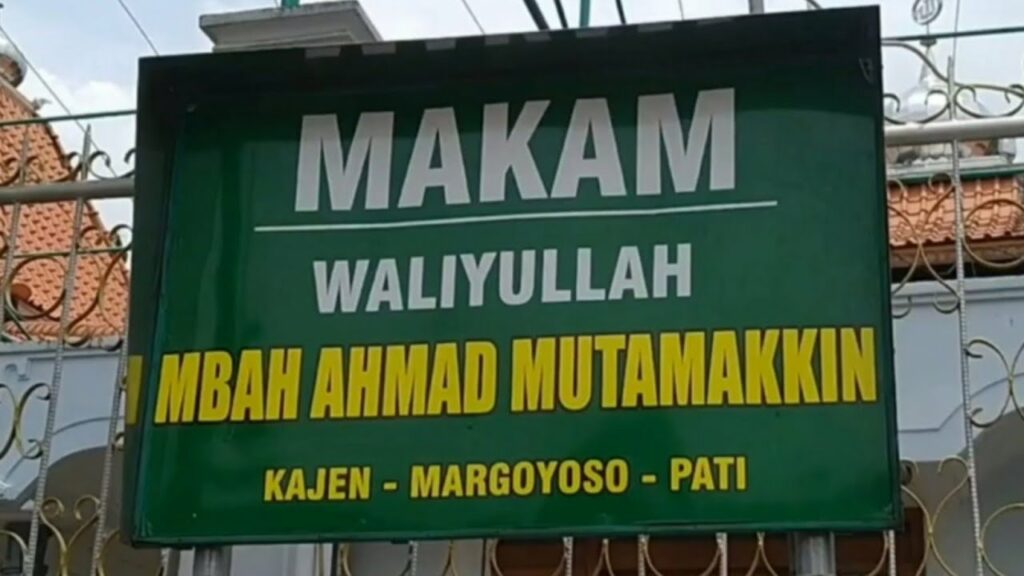 MAKAM
WALIYULLAH
MBAH AHMAD MUTAMAKKIN
KAJEN - MARGOYOSO - PATI